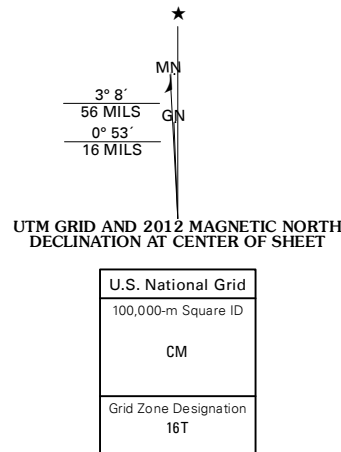 ★
MN
3° 8´
56 MILS
GN
0° 53´
16 MILS
UTM GRID AND 2012 MAGNETIC NORTH
DECLINATION AT CENTER OF SHEET
U.S. National Grid
100,000-m Square ID
CM
Grid Zone Designation
16T